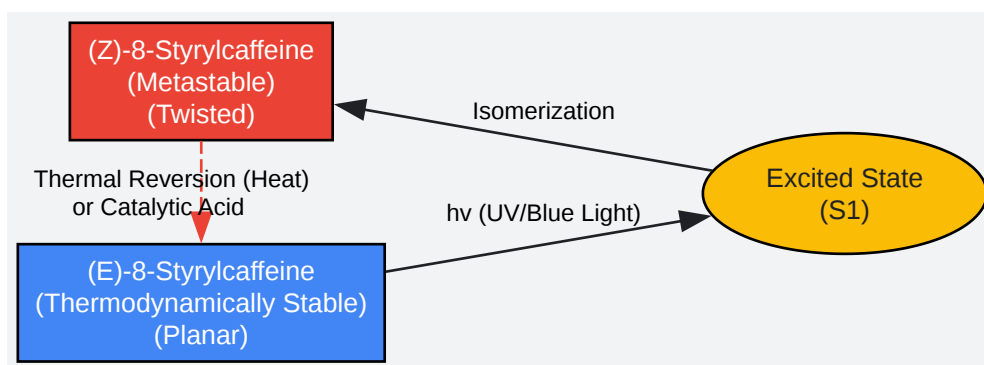 (Z)-8-Styrylcaffeine
(Metastable)
(Twisted)
Isomerization
Excited State
(S1)
Thermal Reversion (Heat)
or Catalytic Acid
hv (UV/Blue Light)
(E)-8-Styrylcaffeine
(Thermodynamically Stable)
(Planar)